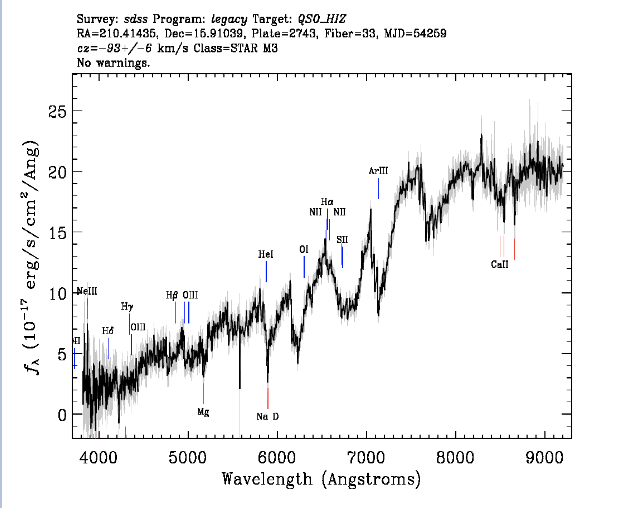 Survey: sdss Program: legacy Target: QSO_HIZ
RA=210.41435, Dec=15.91039, Plate=2743, Fiber=33, MJD=54259
cz=-93+/-6 km/s Class=STAR M3
No warnings.
25
20
15
10
5
0
f_λ (10^-17 erg/s/cm^2/Ang)
ArIII
Hα
NII NII
SII
OI
HeI
NeIII
Hγ
Hβ OIII
Hδ
OIII
CaII
Mg
Na D
4000 5000 6000 7000 8000 9000
Wavelength (Angstroms)